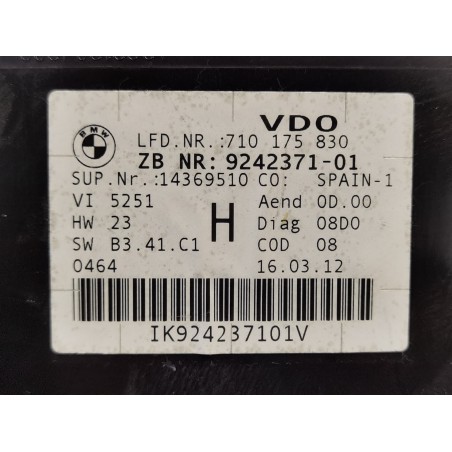 BMW
VDO
LFD.NR.:710 175 830
ZB NR: 9242371-01
SUP.Nr.:14369510 CO: SPAIN-1
VI 5251 Aend 0D.00
HW 23 H Diag 08D0
SW B3.41.C1 COD 08
0464 16.03.12
IK924237101V